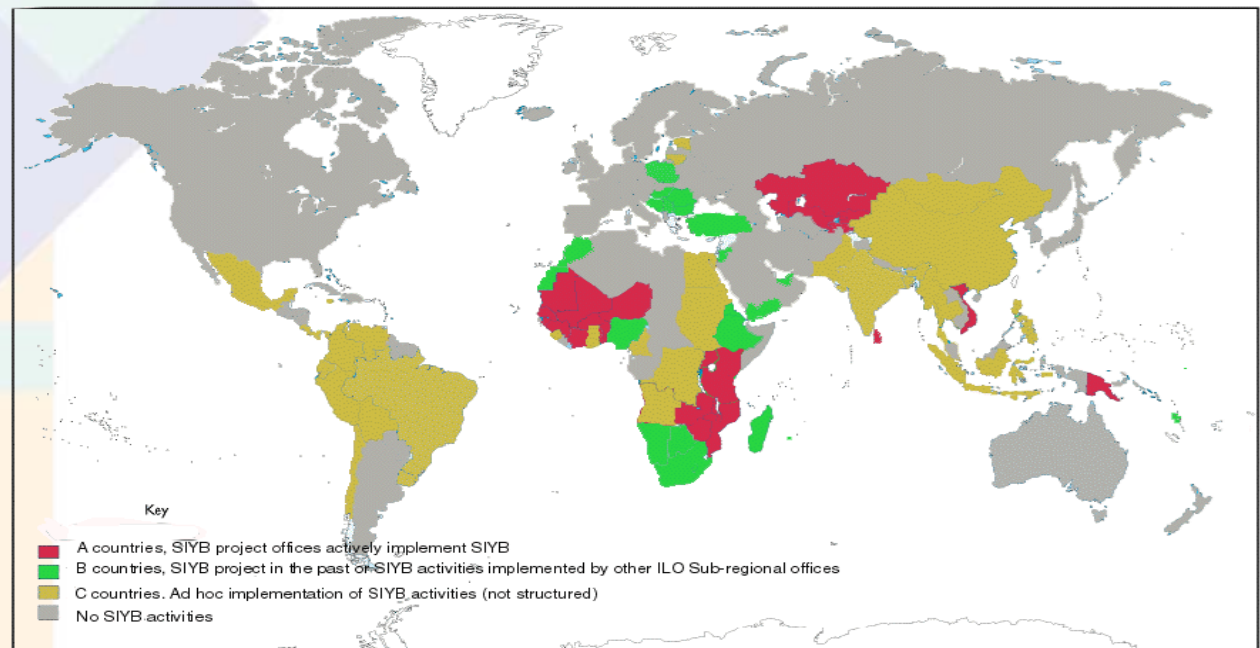 Key
A countries, SIYB project offices actively implement SIYB
B countries, SIYB project in the past or SIYB activities implemented by other ILO Sub-regional offices
C countries. Ad hoc implementation of SIYB activities (not structured)
No SIYB activities